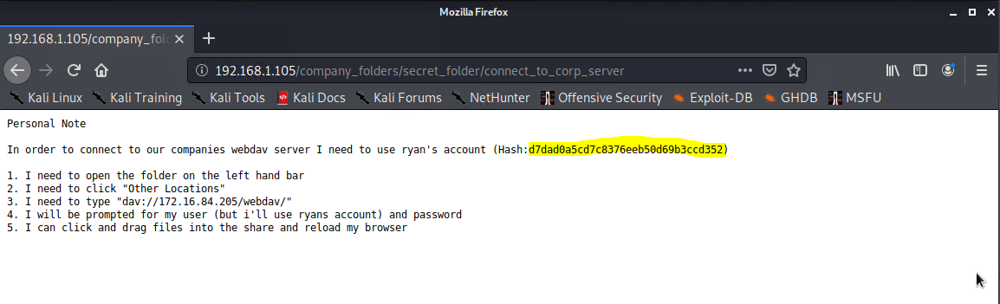 Mozilla Firefox
192.168.1.105/company_fol
192.168.1.105/company_folders/secret_folder/connect_to_corp_server
Kali Linux Kali Training Kali Tools Kali Docs Kali Forums NetHunter Offensive Security Exploit-DB GHDB MSFU
Personal Note
In order to connect to our companies webdav server I need to use ryan's account (Hash:d7dad0a5cd7c8376eeb50d69b3ccd352)
1. I need to open the folder on the left hand bar
2. I need to click "Other Locations"
3. I need to type "dav://172.16.84.205/webdav/"
4. I will be prompted for my user (but i'll use ryans account) and password
5. I can click and drag files into the share and reload my browser